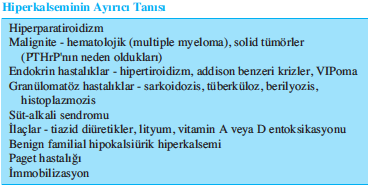 Hiperkalseminin Ayırıcı Tanısı
Hiperparatiroidizm
Malignite - hematolojik (multiple myeloma), solid tümörler
(PTHrP'nın neden oldukları)
Endokrin hastalıklar - hipertiroidizm, addison benzeri krizler, VIPoma
Granülomatöz hastalıklar - sarkoidozis, tüberküloz, berilyozis,
histoplazmozis
Süt-alkali sendromu
İlaçlar - tiazid diüretikler, lityum, vitamin A veya D entoksikasyonu
Benign familial hipokalsiürik hiperkalsemi
Paget hastalığı
İmmobilizasyon